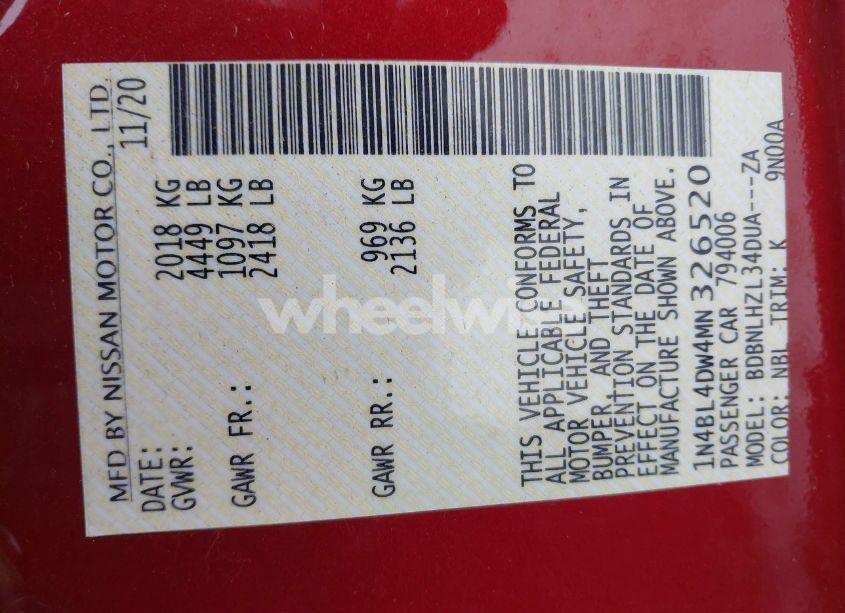 MFD BY NISSAN MOTOR CO., LTD.
DATE: 11/20
GVWR: 2018 KG
4449 LB
GAWR FR.: 1097 KG
2418 LB
GAWR RR.: 969 KG
2136 LB
THIS VEHICLE CONFORMS TO
ALL APPLICABLE FEDERAL
MOTOR VEHICLE SAFETY,
BUMPER, AND THEFT
PREVENTION STANDARDS IN
EFFECT ON THE DATE OF
MANUFACTURE SHOWN ABOVE.
1N4BL4DW4MN326520
PASSENGER CAR 794006
MODEL: BDBNLHZL34DUA---ZA
COLOR: NBL TRIM: K 9N00A
wheelwise